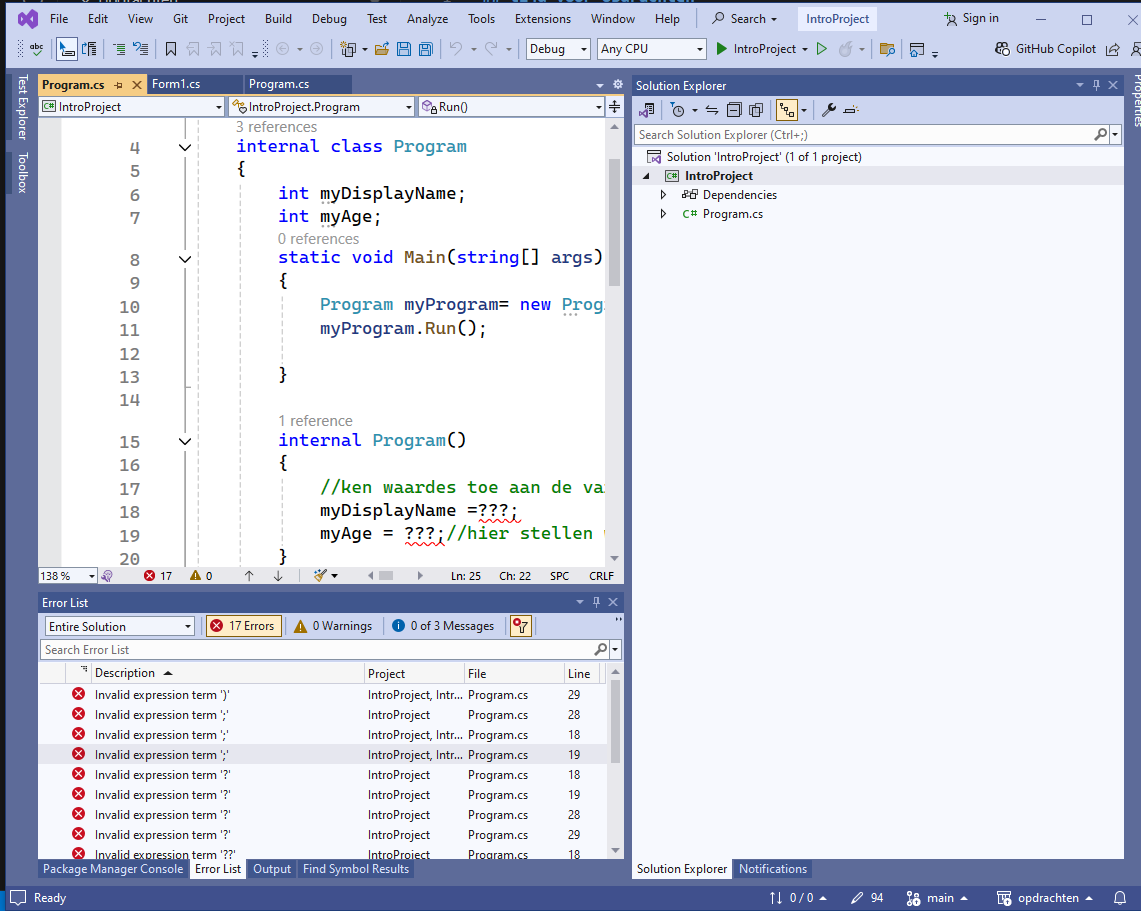 File Edit View Git Project Build Debug Test Analyze Tools Extensions Window Help Search IntroProject Sign in
abc Debug Any CPU IntroProject GitHub Copilot
Test Explorer
Toolbox
Program.cs Form1.cs Program.cs
IntroProject IntroProject.Program Run()
3 references
4 internal class Program
5 {
6 int myDisplayName;
7 int myAge;
0 references
8 static void Main(string[] args)
9 {
10 Program myProgram= new Prog
11 myProgram.Run();
12
13 }
14
1 reference
15 internal Program()
16 {
17 //ken waardes toe aan de va
18 myDisplayName =???;
19 myAge = ???;//hier stellen
20 }
138 % 17 0 Ln: 25 Ch: 22 SPC CRLF
Error List
Entire Solution 17 Errors 0 Warnings 0 of 3 Messages
Search Error List
Description Project File Line
Invalid expression term ')' IntroProject, Intr... Program.cs 29
Invalid expression term ';' IntroProject Program.cs 28
Invalid expression term ';' IntroProject, Intr... Program.cs 18
Invalid expression term ';' IntroProject, Intr... Program.cs 19
Invalid expression term '?' IntroProject Program.cs 18
Invalid expression term '?' IntroProject Program.cs 19
Invalid expression term '?' IntroProject Program.cs 28
Invalid expression term '?' IntroProject Program.cs 29
Invalid expression term '??' IntroProject Program.cs 18
Package Manager Console Error List Output Find Symbol Results
Solution Explorer
Search Solution Explorer (Ctrl+;)
Solution 'IntroProject' (1 of 1 project)
C# IntroProject
Dependencies
C# Program.cs
Solution Explorer Notifications
Properties
Ready 0 / 0 94 main opdrachten